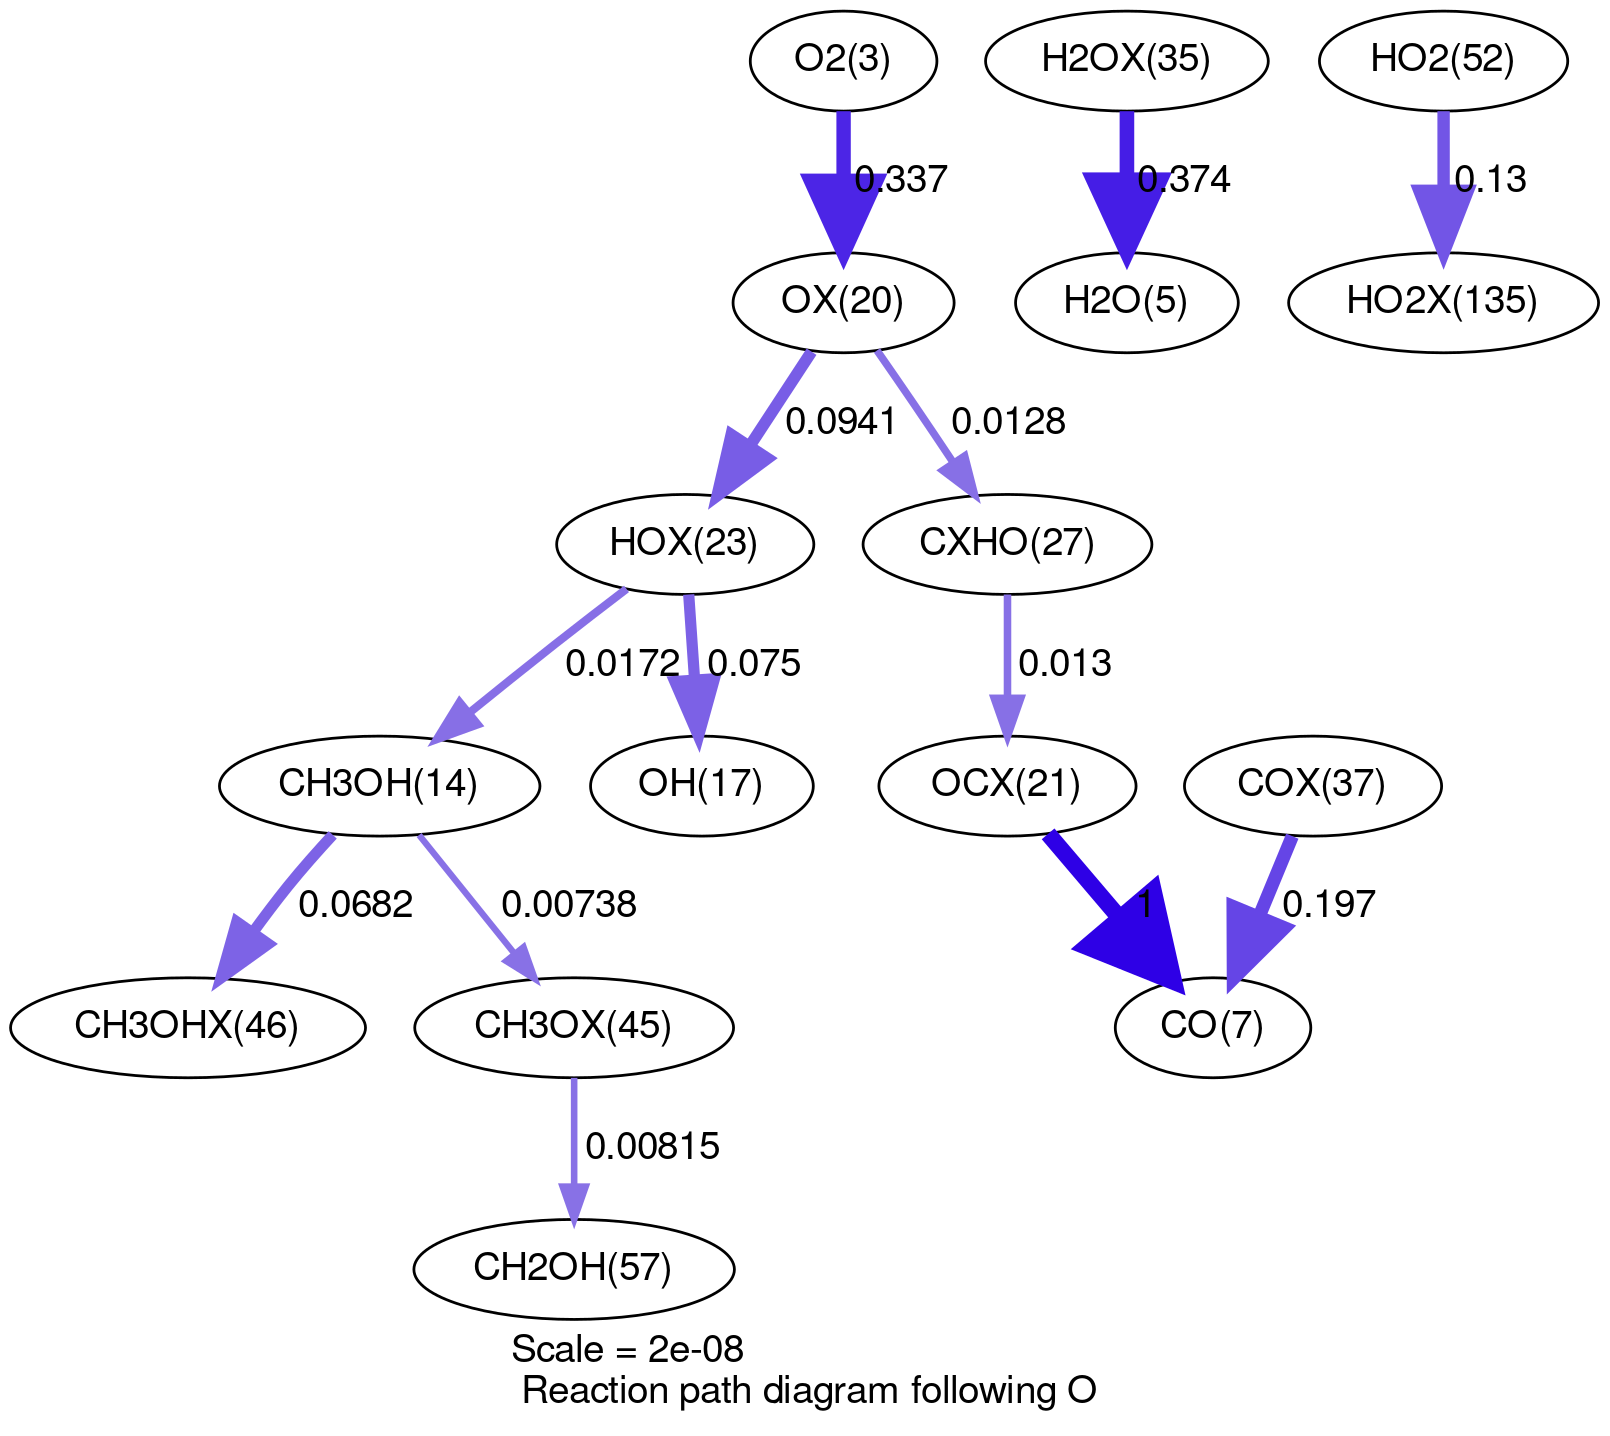 O2(3)
H2OX(35)
HO2(52)
0.337
0.374
0.13
OX(20)
H2O(5)
HO2X(135)
0.0941
0.0128
HOX(23)
CXHO(27)
0.0172
0.075
0.013
CH3OH(14)
OH(17)
OCX(21)
COX(37)
0.0682
0.00738
1
0.197
CH3OHX(46)
CH3OX(45)
CO(7)
0.00815
CH2OH(57)
Scale = 2e-08
Reaction path diagram following O